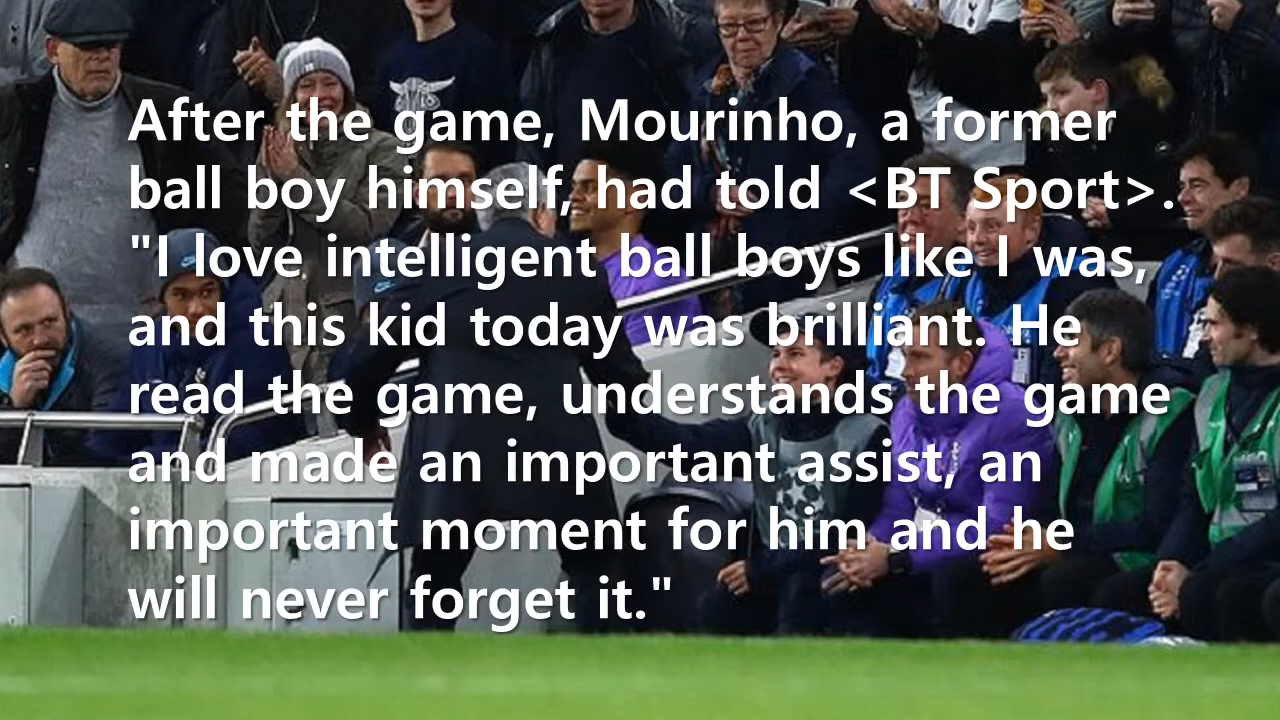 After the game, Mourinho, a former
ball boy himself, had told <BT Sport>.
"I love intelligent ball boys like I was,
and this kid today was brilliant. He
read the game, understands the game
and made an important assist, an
important moment for him and he
will never forget it."